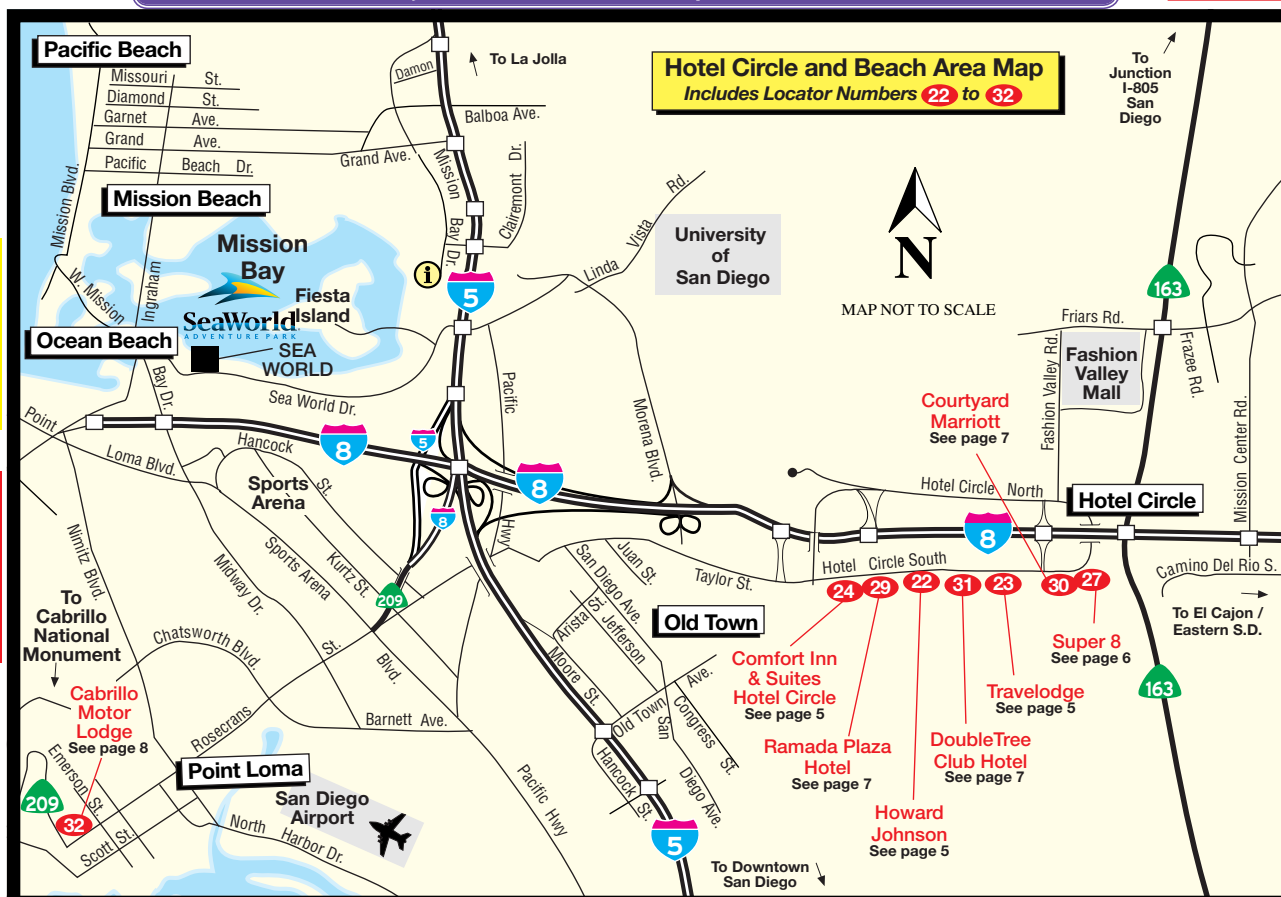 Hotel Circle and Beach Area Map
Includes Locator Numbers 22 to 32
Pacific Beach
Missouri St.
Diamond St.
Garnet Ave.
Grand Ave.
Pacific Beach Dr.
Mission Blvd.
Mission Beach
Mission
Bay
SeaWorld
ADVENTURE PARK
Fiesta
Island
SEA
WORLD
Ingraham
W. Mission
Bay Dr.
Ocean Beach
Damon
To La Jolla
Balboa Ave.
Grand Ave.
Mission Bay Dr.
Clairemont Dr.
i
5
Linda Vista Rd.
University
of
San Diego
N
MAP NOT TO SCALE
To
Junction
I-805
San
Diego
163
Friars Rd.
Fashion Valley Rd.
Fashion
Valley
Mall
Frazee Rd.
Mission Center Rd.
Sea World Dr.
Pacific Hwy
Morena Blvd.
Point Loma Blvd.
8
5
8
8
8
Hancock St.
Sports
Arena
Kurtz St.
Sports Arena Blvd.
Midway Dr.
Nimitz Blvd.
209
Hotel Circle North
Hotel Circle
Hotel Circle South
Camino Del Rio S.
To El Cajon /
Eastern S.D.
Taylor St.
Juan St.
San Diego Ave.
Arista St.
Jefferson
Moore St.
Old Town
Old Town Ave.
Congress St.
San Diego Ave.
Hancock St.
Courtyard
Marriott
See page 7
24
29
22
31
23
30
27
Comfort Inn
& Suites
Hotel Circle
See page 5
Ramada Plaza
Hotel
See page 7
Howard
Johnson
See page 5
DoubleTree
Club Hotel
See page 7
Travelodge
See page 5
Super 8
See page 6
163
To
Cabrillo
National
Monument
Chatsworth Blvd.
Rosecrans St.
Barnett Ave.
Cabrillo
Motor
Lodge
See page 8
Emerson St.
209
32
Scott St.
Point Loma
San Diego
Airport
North Harbor Dr.
Pacific Hwy
5
To Downtown
San Diego